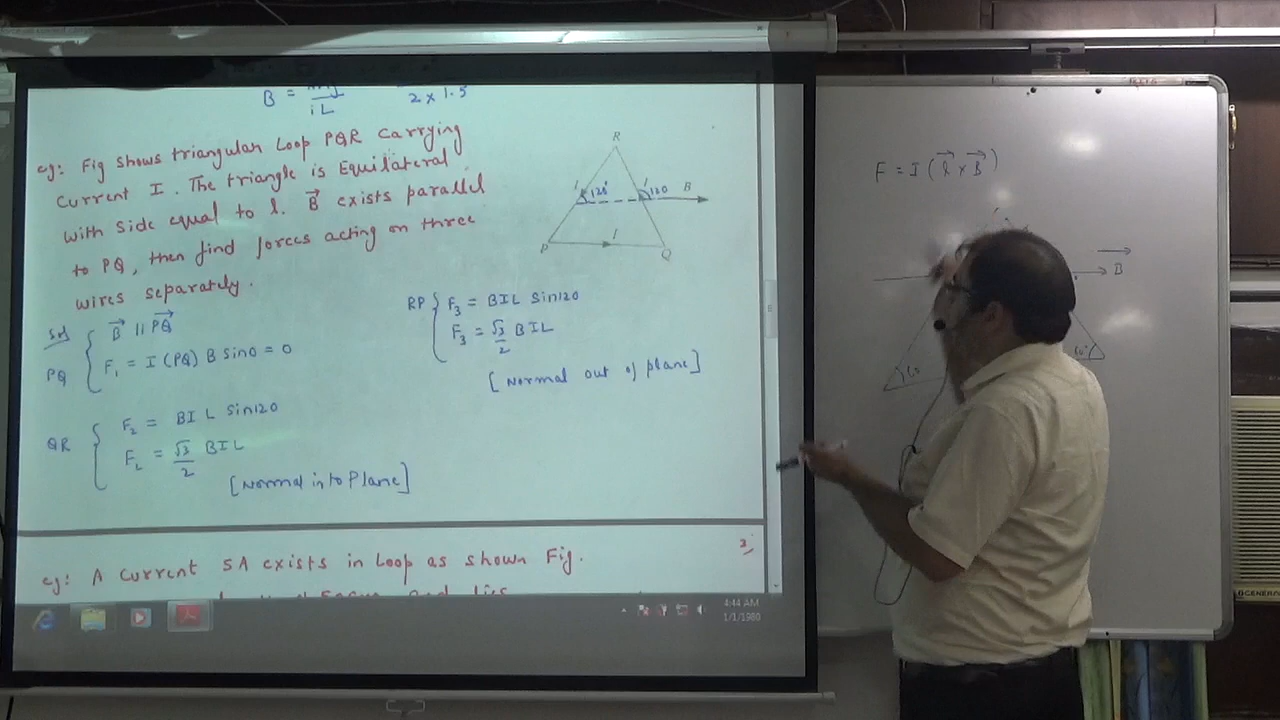 B = iL
2 x 1.5
eg: Fig shows triangular Loop PQR carrying
current I. The triangle is Equilateral
with side equal to l. B⃗ exists parallel
to PQ, then find forces acting on three
wires separately.
R
120°
120
B
P
I
Q
Sol
PQ
B⃗ || PQ⃗
F₁ = I (PQ) B sin0 = 0
QR
F₂ = BI L Sin120
F₂ = √3/2 BIL
[Normal into Plane]
RP
F₃ = BIL Sin120
F₃ = √3/2 BIL
[Normal out of plane]
eg: A current 5A exists in Loop as shown Fig.
4:44 AM
1/1/1980
F = I (l⃗ x B⃗)
B
60°
GENERAL